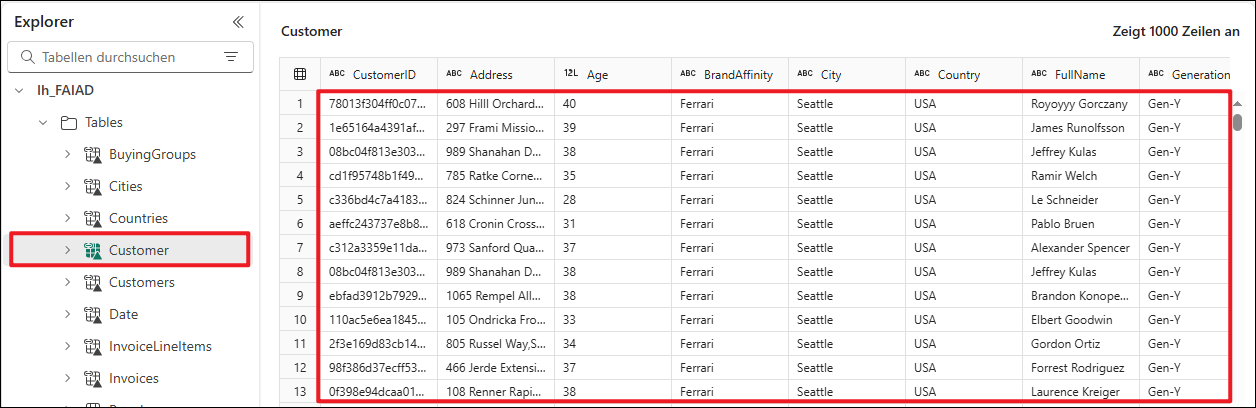 Explorer
Tabellen durchsuchen
lh_FAIAD
Tables
BuyingGroups
Cities
Countries
Customer
Customers
Date
InvoiceLineItems
Invoices
Customer Zeigt 1000 Zeilen an
ABC CustomerID ABC Address 12L Age ABC BrandAffinity ABC City ABC Country ABC FullName ABC Generation
1 78013f304ff0c07... 608 Hilll Orchard... 40 Ferrari Seattle USA Royoyyy Gorczany Gen-Y
2 1e65164a4391af... 297 Frami Missio... 39 Ferrari Seattle USA James Runolfsson Gen-Y
3 08bc04f813e303... 989 Shanahan D... 38 Ferrari Seattle USA Jeffrey Kulas Gen-Y
4 cd1f95748b1f49... 785 Ratke Corne... 35 Ferrari Seattle USA Ramir Welch Gen-Y
5 c336bd4c7a4183... 824 Schinner Jun... 28 Ferrari Seattle USA Le Schneider Gen-Y
6 aeffc243737e8b8... 618 Cronin Cross... 31 Ferrari Seattle USA Pablo Bruen Gen-Y
7 c312a3359e11da... 973 Sanford Qua... 37 Ferrari Seattle USA Alexander Spencer Gen-Y
8 08bc04f813e303... 989 Shanahan D... 38 Ferrari Seattle USA Jeffrey Kulas Gen-Y
9 ebfad3912b7929... 1065 Rempel All... 38 Ferrari Seattle USA Brandon Konope... Gen-Y
10 110ac5e6ea1845... 105 Ondricka Fro... 33 Ferrari Seattle USA Elbert Goodwin Gen-Y
11 2f3e169d83cb14... 805 Russel Way,S... 34 Ferrari Seattle USA Gordon Ortiz Gen-Y
12 98f386d37ecff53... 466 Jerde Extensi... 37 Ferrari Seattle USA Forrest Rodriguez Gen-Y
13 0f398e94dcaa01... 108 Renner Rapi... 38 Ferrari Seattle USA Laurence Kreiger Gen-Y